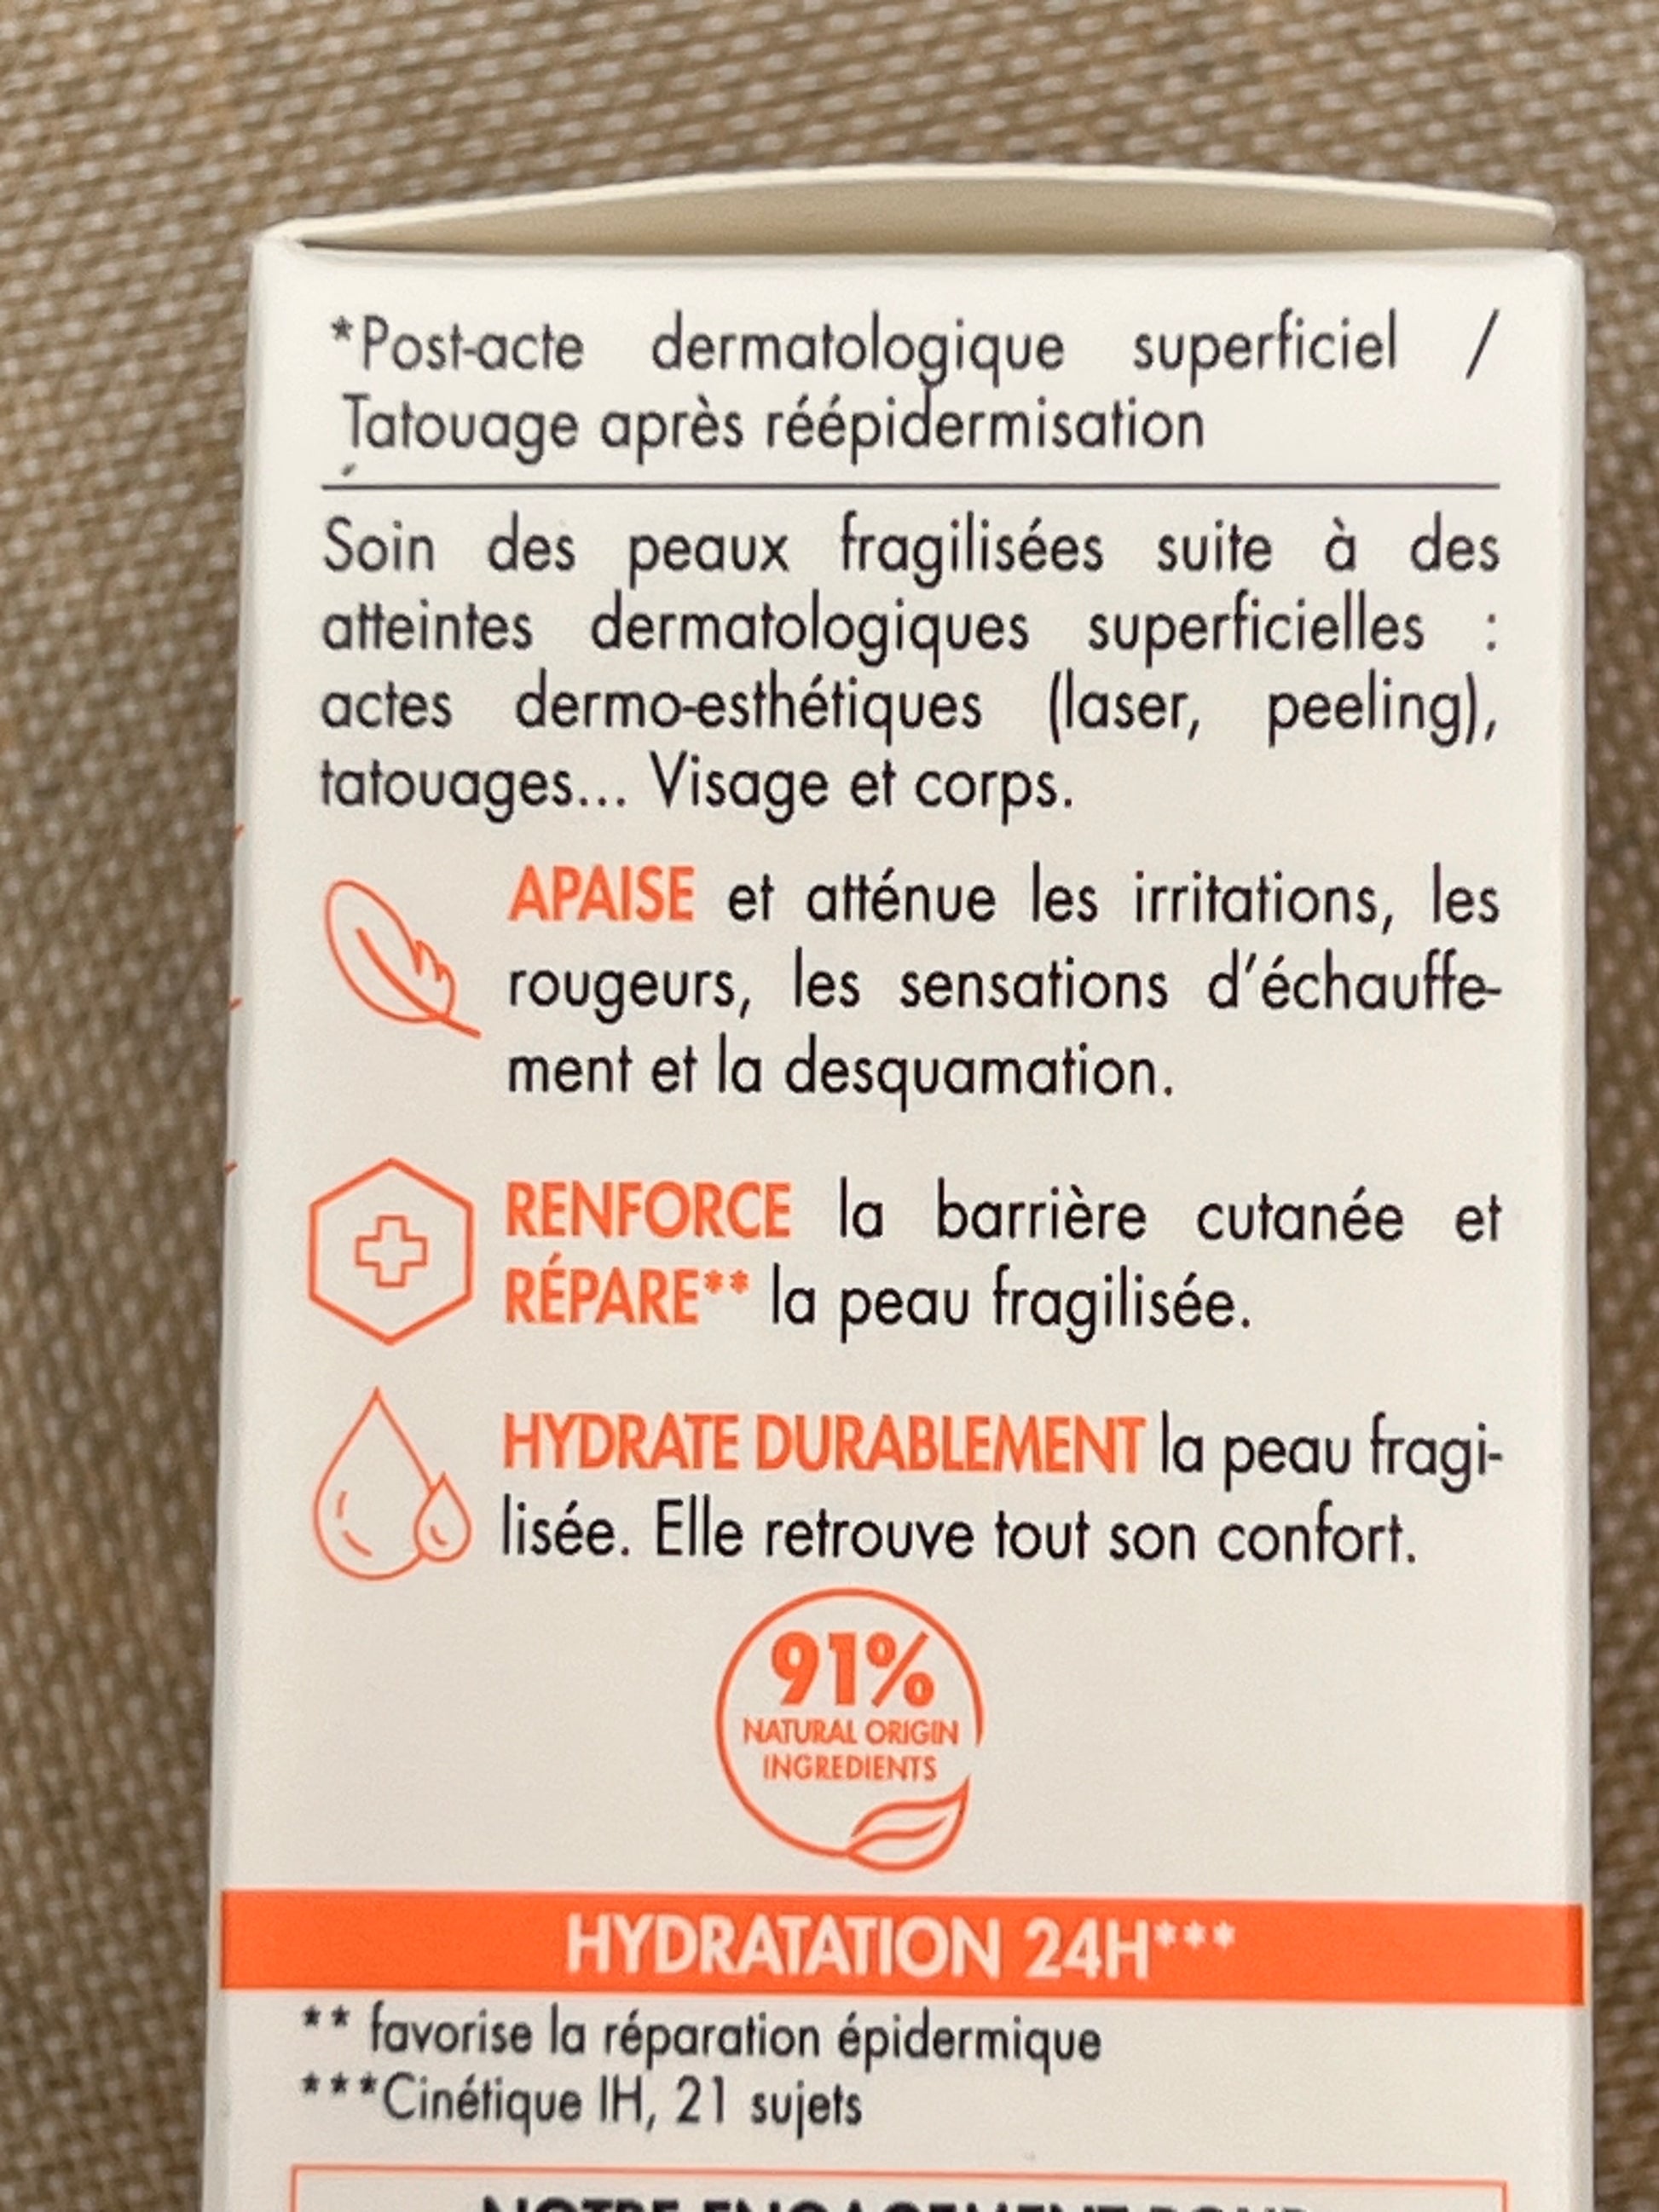 *Post-acte dermatologique superficiel /
Tatouage après réépidermisation
Soin des peaux fragilisées suite à des
atteintes dermatologiques superficielles :
actes dermo-esthétiques (laser, peeling),
tatouages... Visage et corps.
APAISE et atténue les irritations, les
rougeurs, les sensations d'échauffe-
ment et la desquamation.
RENFORCE la barrière cutanée et
RÉPARE** la peau fragilisée.
HYDRATE DURABLEMENT la peau fragi-
lisée. Elle retrouve tout son confort.
91%
NATURAL ORIGIN
INGREDIENTS
HYDRATATION 24H***
** favorise la réparation épidermique
***Cinétique IH, 21 sujets
NOTRE ENGAGEMENT POUR